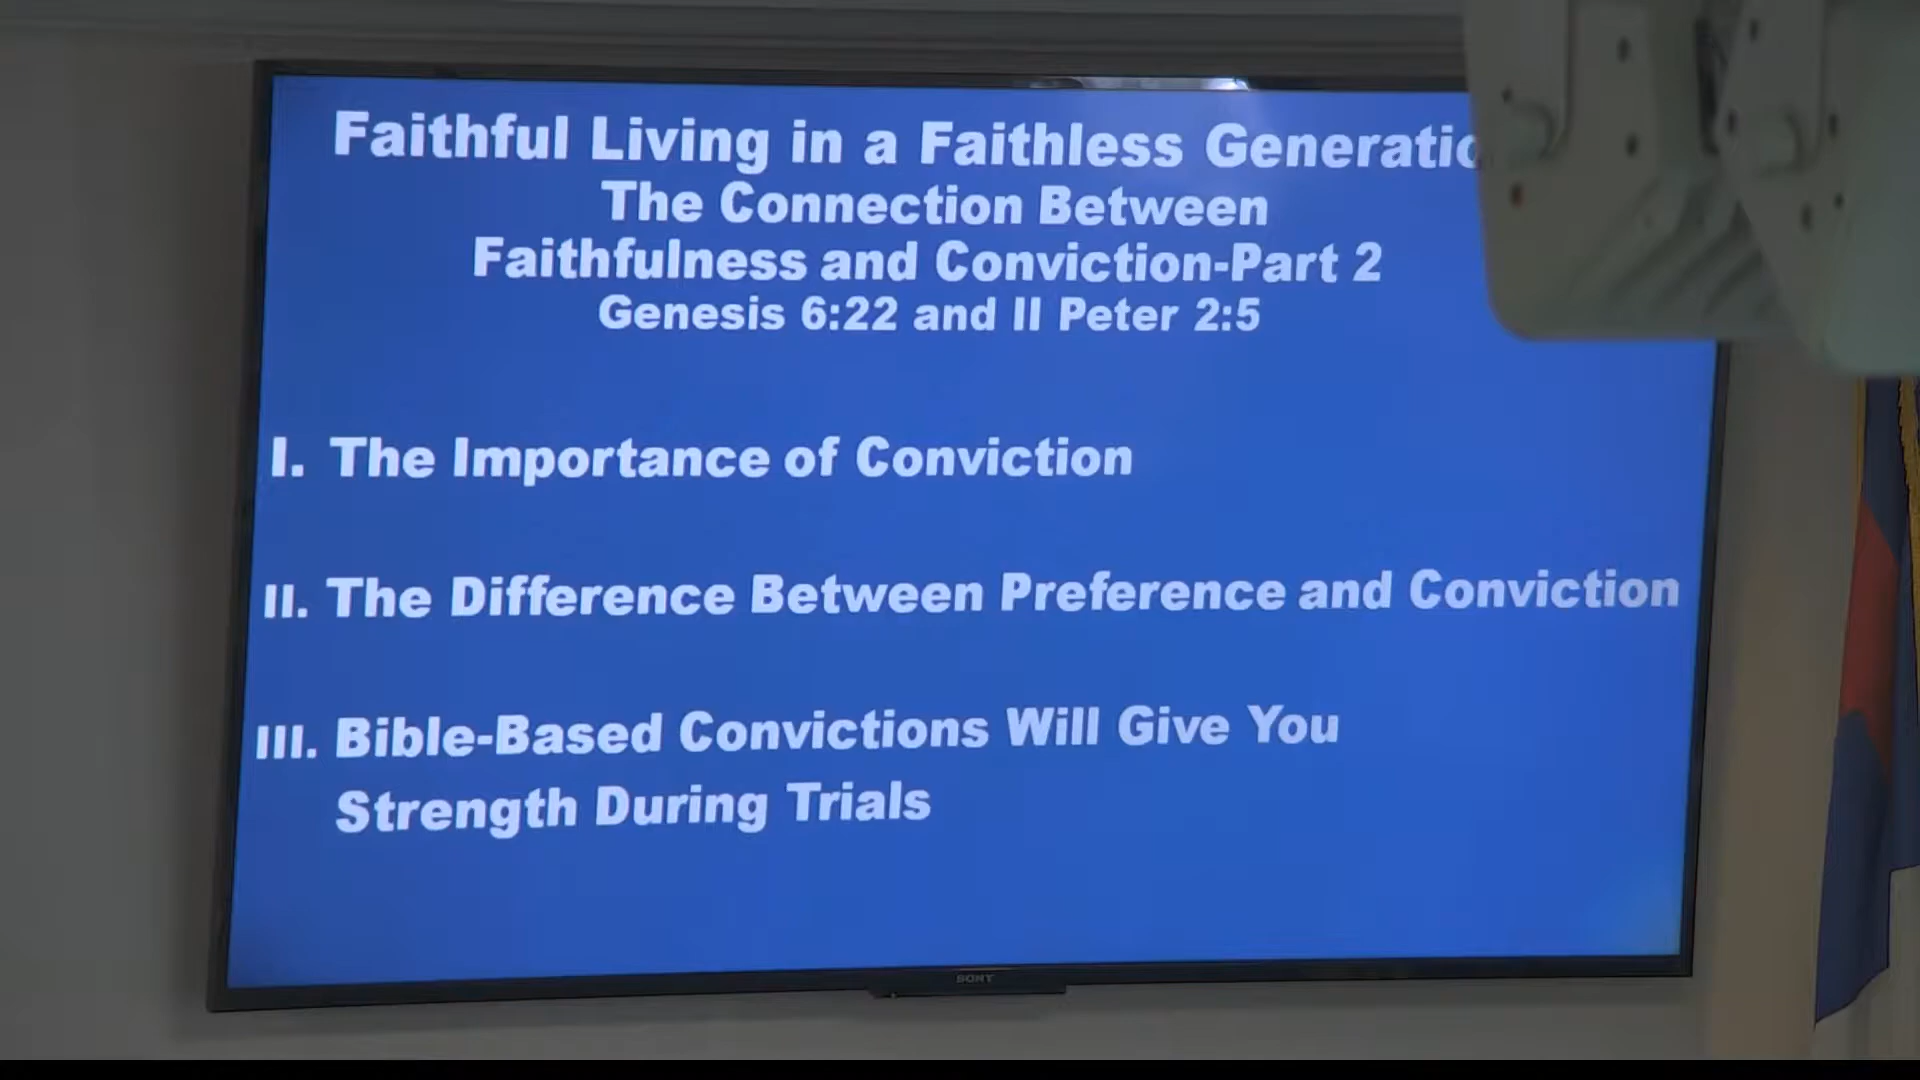 Faithful Living in a Faithless Generatio
The Connection Between
Faithfulness and Conviction-Part 2
Genesis 6:22 and II Peter 2:5
I. The Importance of Conviction
II. The Difference Between Preference and Conviction
III. Bible-Based Convictions Will Give You
Strength During Trials
SONY